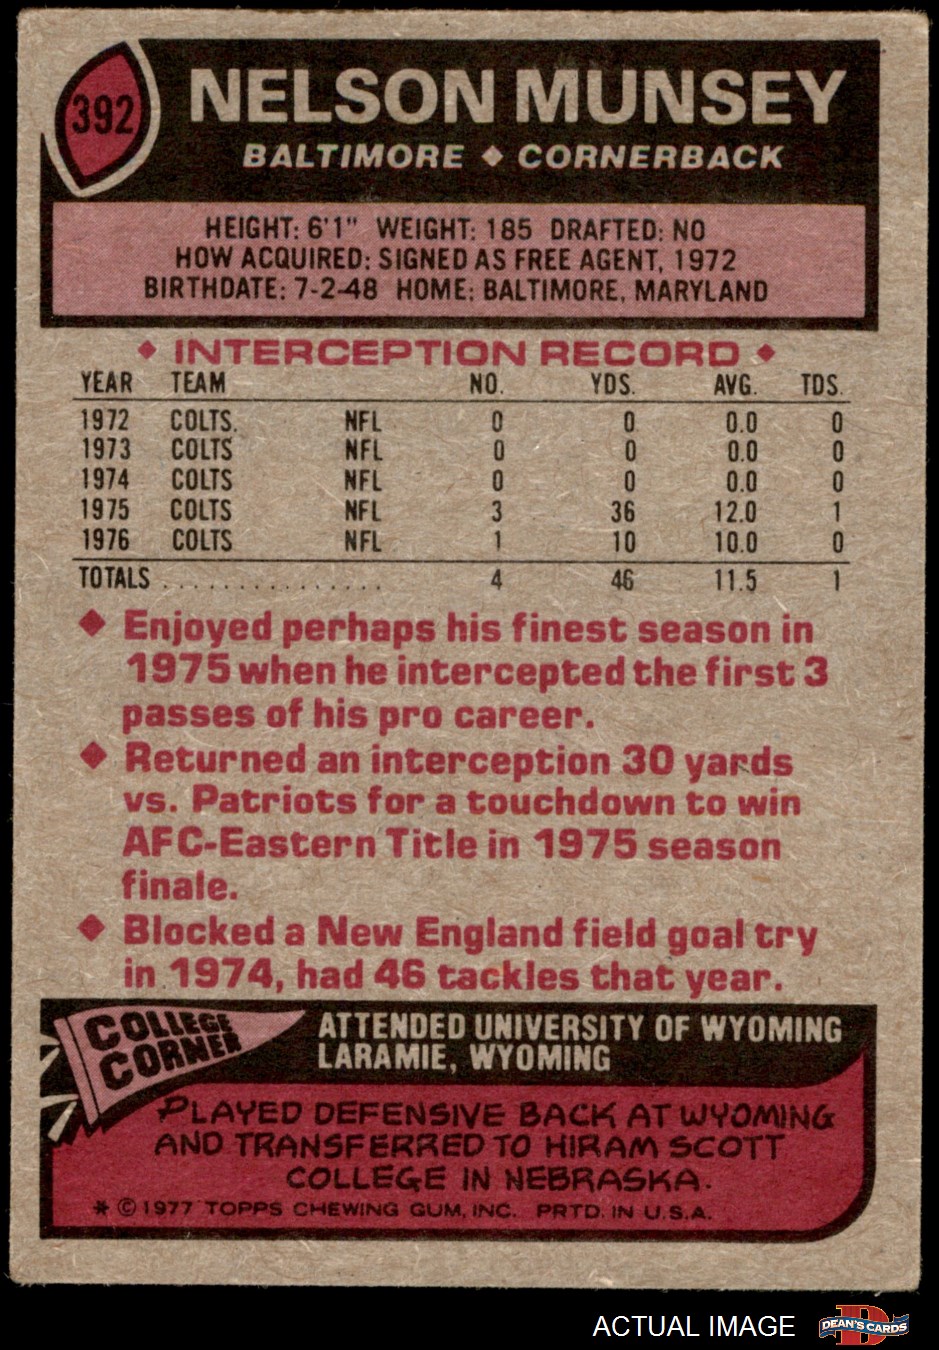 392
NELSON MUNSEY
BALTIMORE ◆ CORNERBACK
HEIGHT: 6'1" WEIGHT: 185 DRAFTED: NO
HOW ACQUIRED: SIGNED AS FREE AGENT, 1972
BIRTHDATE: 7-2-48 HOME: BALTIMORE, MARYLAND
◆ INTERCEPTION RECORD ◆
YEAR TEAM NO. YDS. AVG. TDS.
1972 COLTS. NFL 0 0 0.0 0
1973 COLTS NFL 0 0 0.0 0
1974 COLTS NFL 0 0 0.0 0
1975 COLTS NFL 3 36 12.0 1
1976 COLTS NFL 1 10 10.0 0
TOTALS . . . . . . . . . . . . . . . . 4 46 11.5 1
◆ Enjoyed perhaps his finest season in
1975 when he intercepted the first 3
passes of his pro career.
◆ Returned an interception 30 yards
vs. Patriots for a touchdown to win
AFC-Eastern Title in 1975 season
finale.
◆ Blocked a New England field goal try
in 1974, had 46 tackles that year.
COLLEGE
CORNER
ATTENDED UNIVERSITY OF WYOMING
LARAMIE, WYOMING
PLAYED DEFENSIVE BACK AT WYOMING
AND TRANSFERRED TO HIRAM SCOTT
COLLEGE IN NEBRASKA.
* © 1977 TOPPS CHEWING GUM, INC. PRTD. IN U.S.A.
ACTUAL IMAGE
DEAN'S CARDS